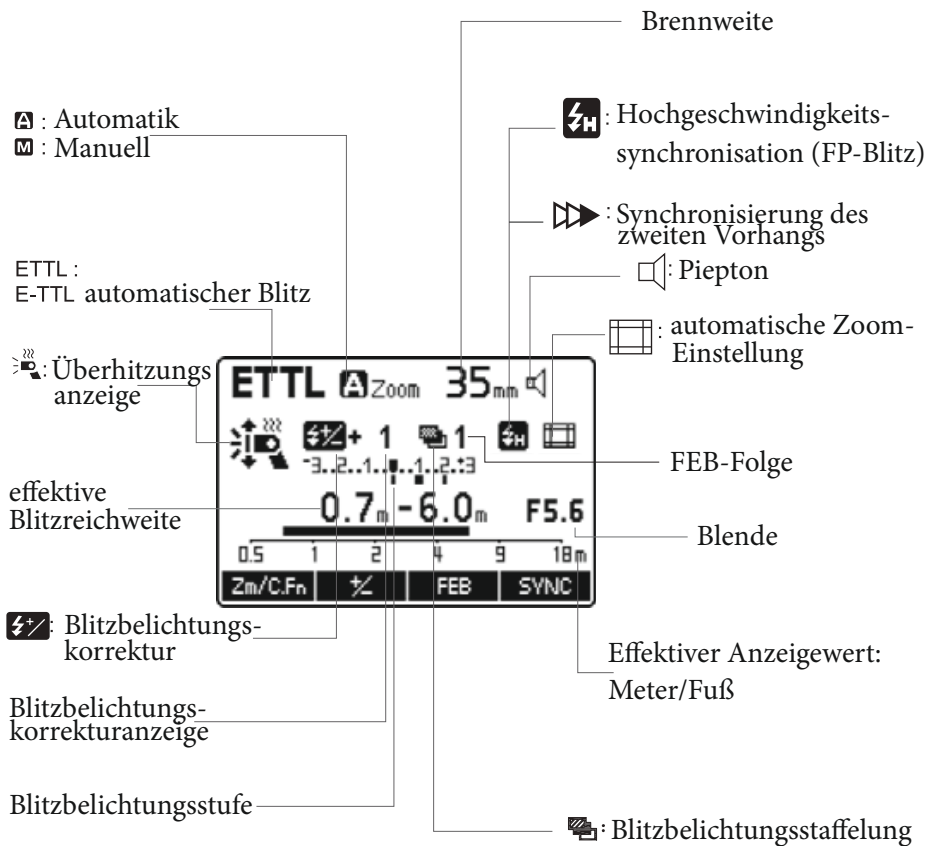 Brennweite
A : Automatik
M : Manuell
H : Hochgeschwindigkeits-
synchronisation (FP-Blitz)
: Synchronisierung des
zweiten Vorhangs
: Piepton
ETTL :
E-TTL automatischer Blitz
: automatische Zoom-
Einstellung
: Überhitzungs
anzeige
ETTL A Zoom 35mm
+/- + 1 1 H
-3..2..1..▮..1..2..+3
FEB-Folge
effektive
Blitzreichweite
0.7m - 6.0m F5.6
Blende
0.5 1 2 4 9 18m
Zm/C.Fn +/- FEB SYNC
+/- : Blitzbelichtungs-
korrektur
Effektiver Anzeigewert:
Meter/Fuß
Blitzbelichtungs-
korrekturanzeige
Blitzbelichtungsstufe
: Blitzbelichtungsstaffelung